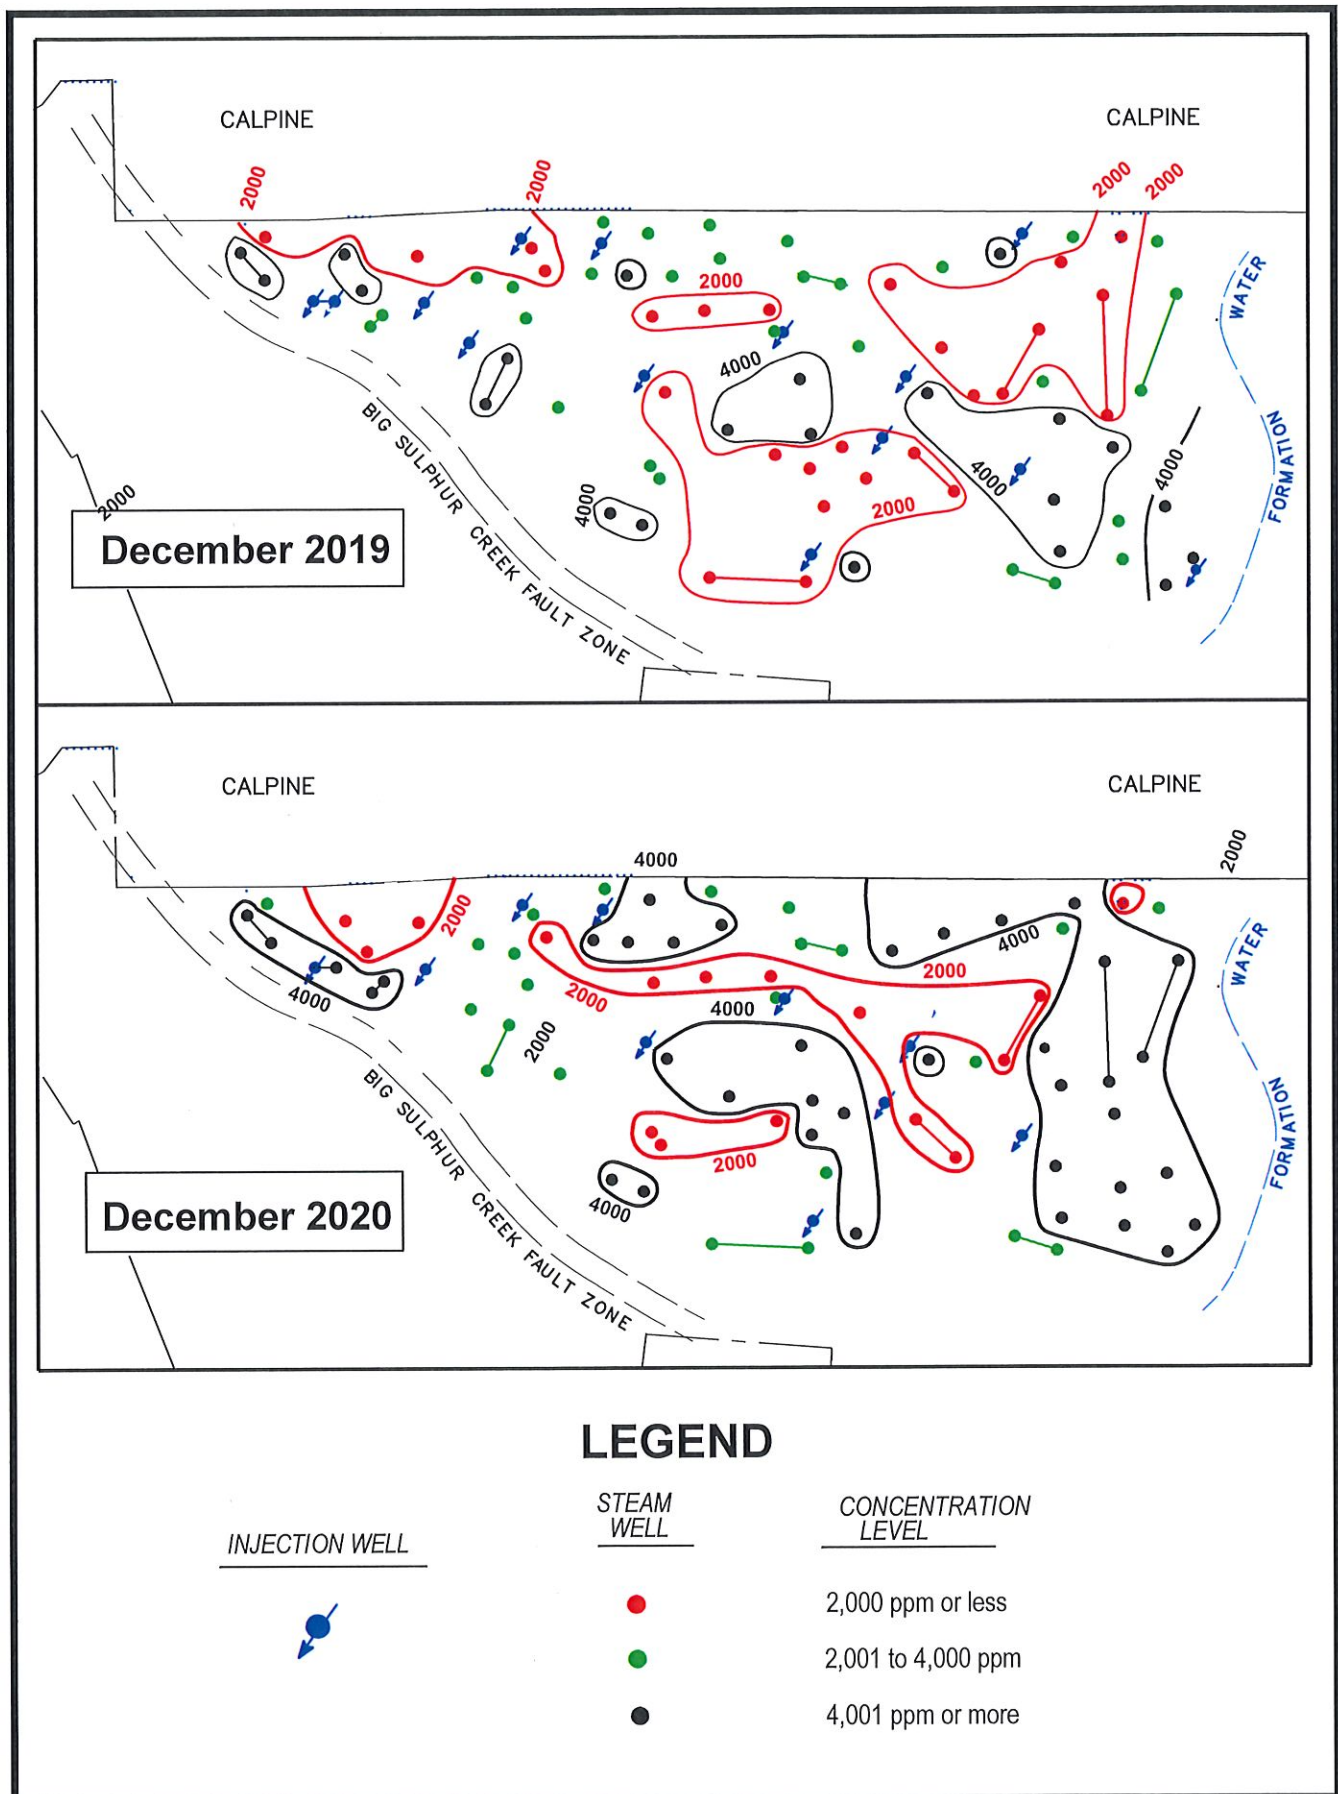 CALPINE
CALPINE
2000
2000
2000
2000
WATER
2000
4000
4000
4000
FORMATION
4000
2000
2000
BIG SULPHUR CREEK FAULT ZONE
December 2019
CALPINE
CALPINE
4000
2000
2000
4000
2000
WATER
4000
2000
4000
2000
BIG SULPHUR CREEK FAULT ZONE
FORMATION
2000
4000
December 2020
LEGEND
INJECTION WELL
STEAM
WELL
CONCENTRATION
LEVEL
2,000 ppm or less
2,001 to 4,000 ppm
4,001 ppm or more